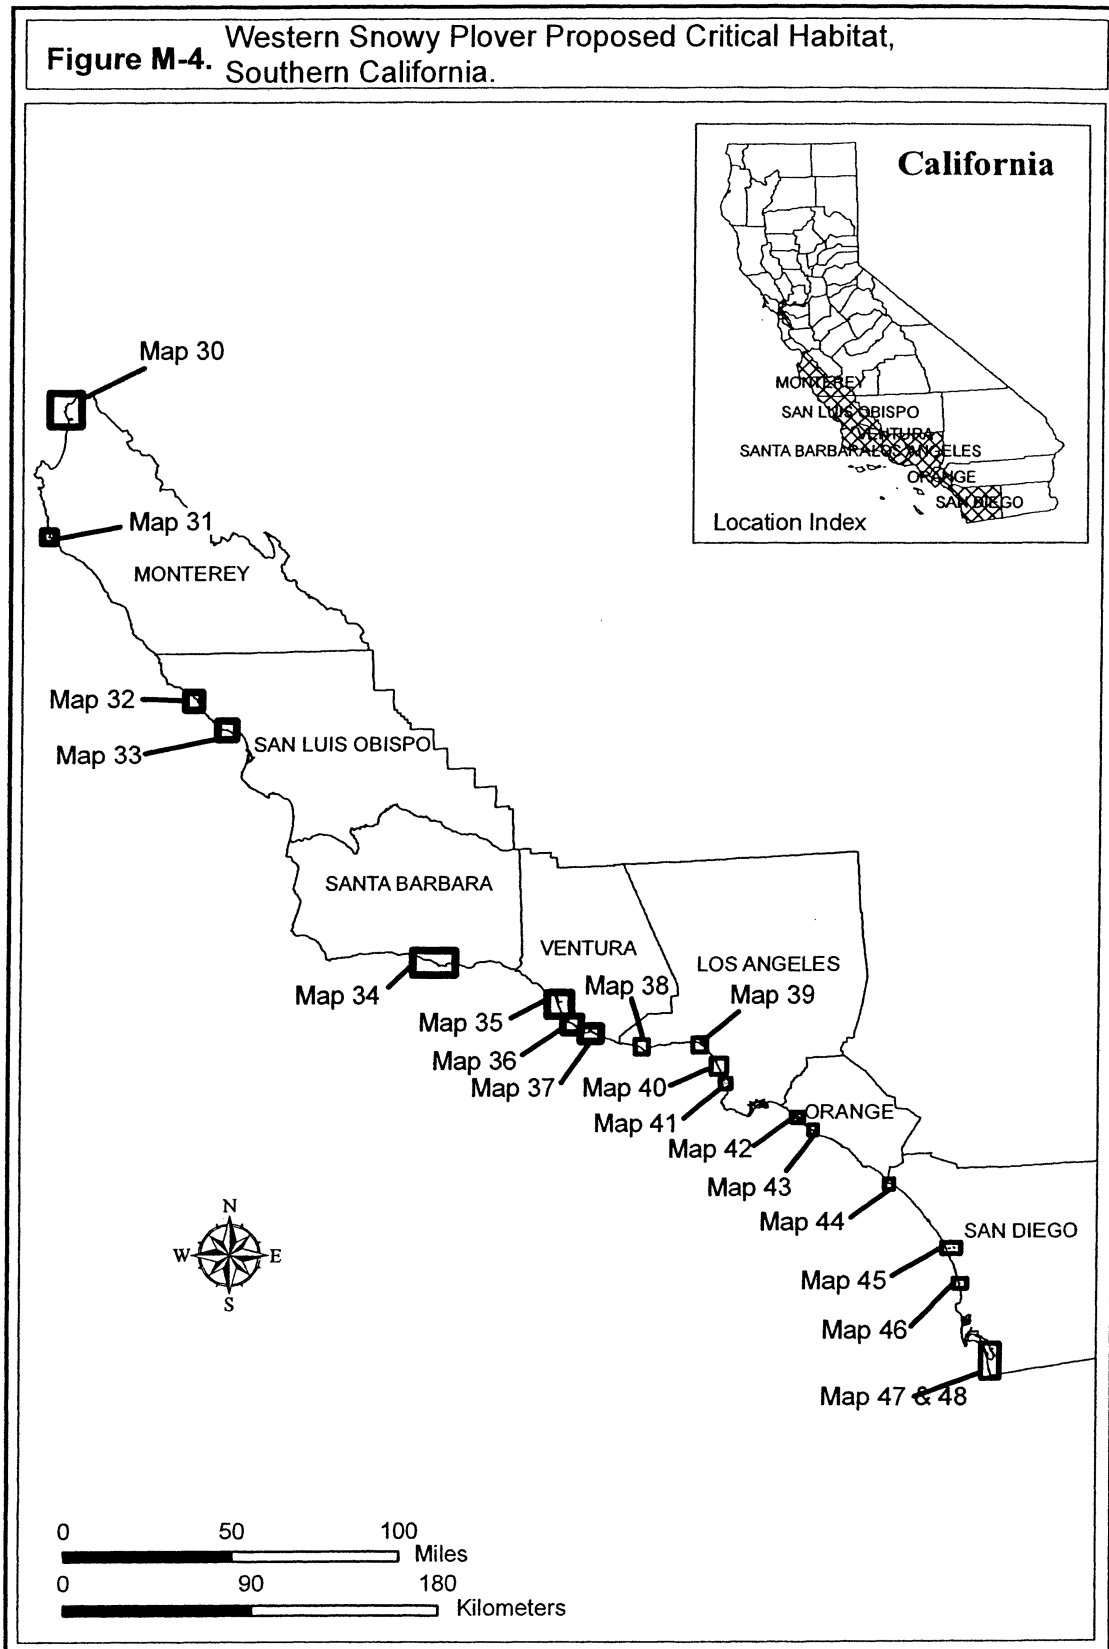 Figure M-4.
Western Snowy Plover Proposed Critical Habitat,
Southern California.
California
MONTEREY
SAN LUIS OBISPO
VENTURA
SANTA BARBARA
LOS ANGELES
ORANGE
SAN DIEGO
Location Index
Map 30
Map 31
MONTEREY
Map 32
Map 33
SAN LUIS OBISPO
SANTA BARBARA
VENTURA
LOS ANGELES
Map 34
Map 38
Map 39
Map 35
Map 36
Map 37
Map 40
Map 41
ORANGE
Map 42
Map 43
Map 44
SAN DIEGO
Map 45
Map 46
Map 47 & 48
N
W
E
S
0 50 100
Miles
0 90 180
Kilometers